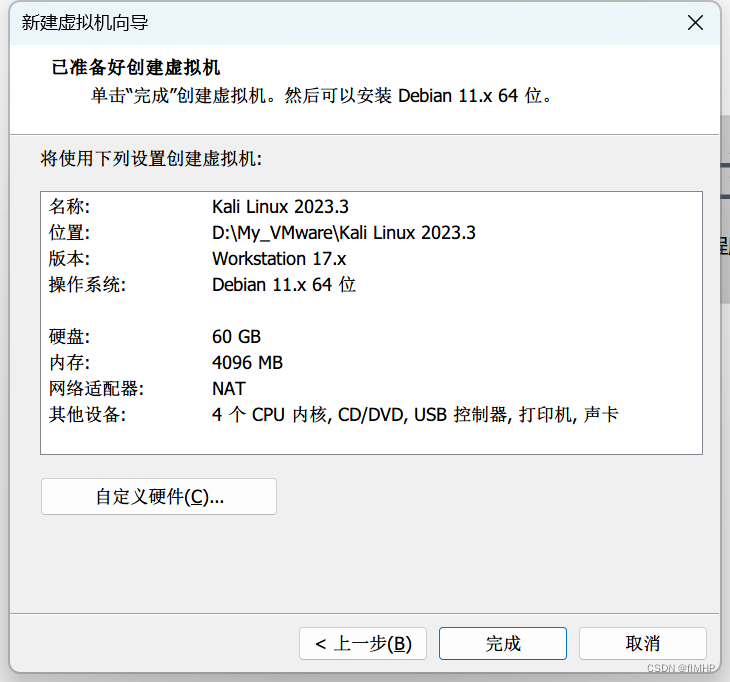 新建虚拟机向导
已准备好创建虚拟机
单击“完成”创建虚拟机。然后可以安装 Debian 11.x 64 位。
将使用下列设置创建虚拟机:
名称: Kali Linux 2023.3
位置: D:\My_VMware\Kali Linux 2023.3
版本: Workstation 17.x
操作系统: Debian 11.x 64 位
硬盘: 60 GB
内存: 4096 MB
网络适配器: NAT
其他设备: 4 个 CPU 内核, CD/DVD, USB 控制器, 打印机, 声卡
自定义硬件(C)...
< 上一步(B) 完成 取消
CSDN @flMHP